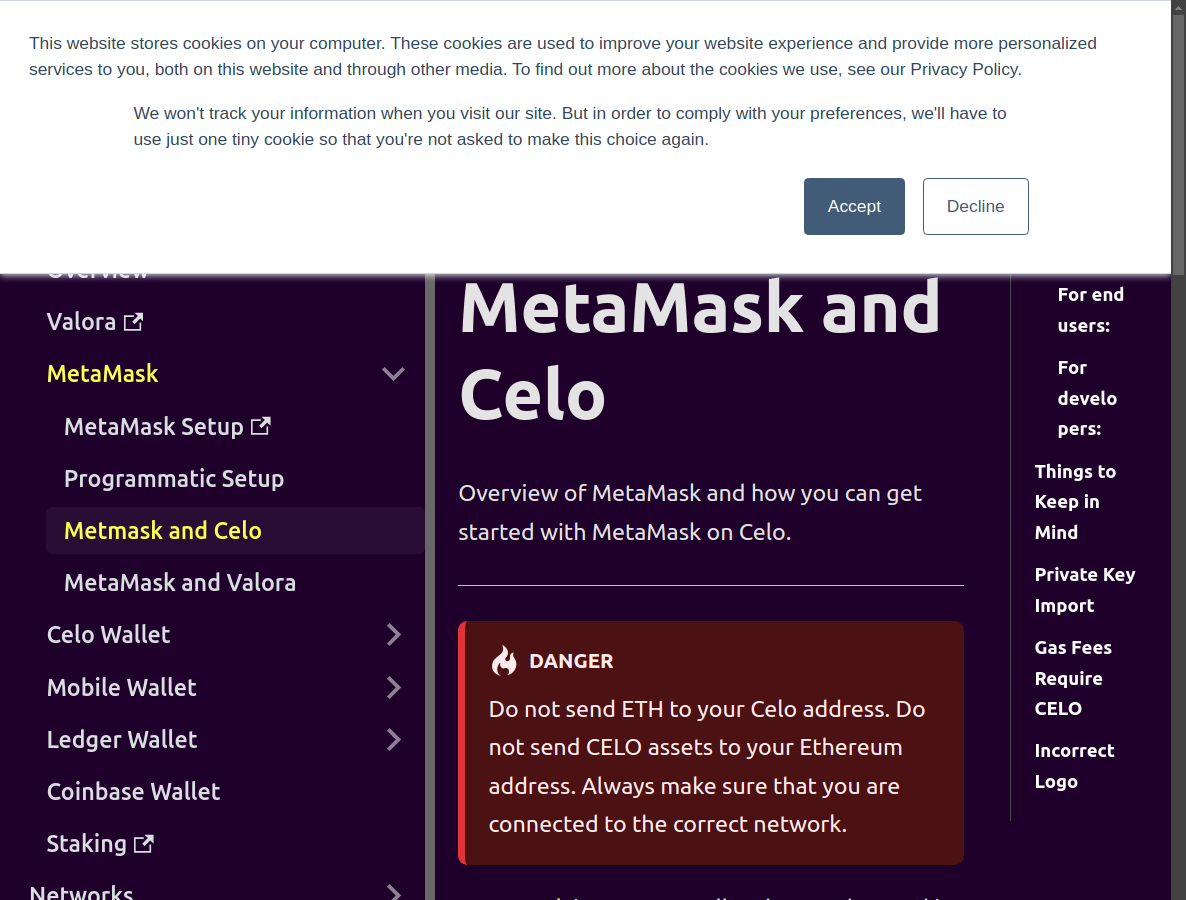 This website stores cookies on your computer. These cookies are used to improve your website experience and provide more personalized
services to you, both on this website and through other media. To find out more about the cookies we use, see our Privacy Policy.
We won't track your information when you visit our site. But in order to comply with your preferences, we'll have to
use just one tiny cookie so that you're not asked to make this choice again.
Accept
Decline
Overview
Valora
MetaMask
MetaMask Setup
Programmatic Setup
Metmask and Celo
MetaMask and Valora
Celo Wallet
Mobile Wallet
Ledger Wallet
Coinbase Wallet
Staking
Networks
MetaMask and
Celo
Overview of MetaMask and how you can get
started with MetaMask on Celo.
DANGER
Do not send ETH to your Celo address. Do
not send CELO assets to your Ethereum
address. Always make sure that you are
connected to the correct network.
For end
users:
For
develo
pers:
Things to
Keep in
Mind
Private Key
Import
Gas Fees
Require
CELO
Incorrect
Logo